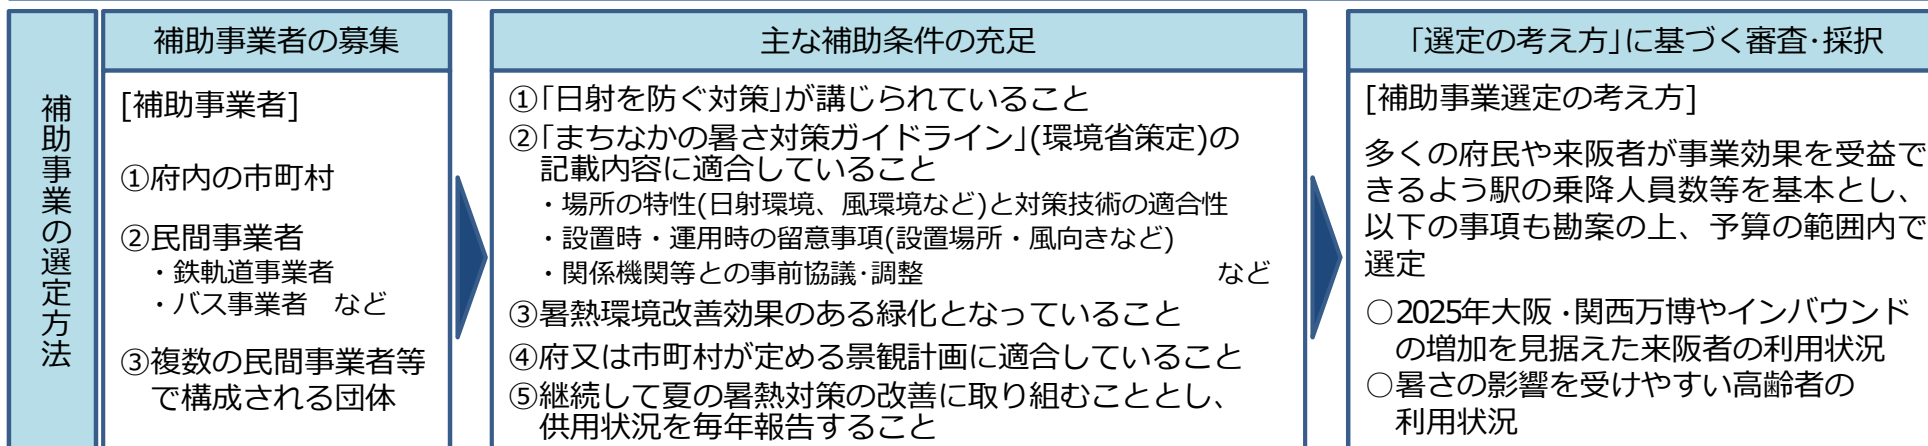 補助事業の選定方法
補助事業者の募集
[補助事業者]
①府内の市町村
②民間事業者
・鉄軌道事業者
・バス事業者　など
③複数の民間事業者等
で構成される団体
主な補助条件の充足
①「日射を防ぐ対策」が講じられていること
②「まちなかの暑さ対策ガイドライン」(環境省策定)の
記載内容に適合していること
・場所の特性(日射環境、風環境など)と対策技術の適合性
・設置時・運用時の留意事項(設置場所・風向きなど)
・関係機関等との事前協議・調整　など
③暑熱環境改善効果のある緑化となっていること
④府又は市町村が定める景観計画に適合していること
⑤継続して夏の暑熱対策の改善に取り組むこととし、
供用状況を毎年報告すること
「選定の考え方」に基づく審査・採択
[補助事業選定の考え方]
多くの府民や来阪者が事業効果を受益で
きるよう駅の乗降人員数等を基本とし、
以下の事項も勘案の上、予算の範囲内で
選定
○2025年大阪・関西万博やインバウンド
の増加を見据えた来阪者の利用状況
○暑さの影響を受けやすい高齢者の
利用状況